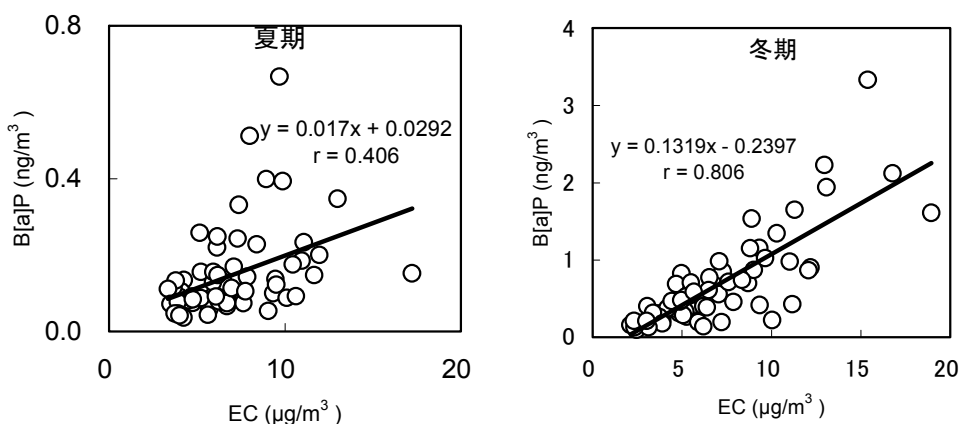 夏期
0.8
0.4
0.0
B[a]P (ng/m³)
y = 0.017x + 0.0292
r = 0.406
0
10
20
EC (μg/m³ )
冬期
4
3
2
1
0
B[a]P (ng/m³)
y = 0.1319x - 0.2397
r = 0.806
0
5
10
15
20
EC (μg/m³ )